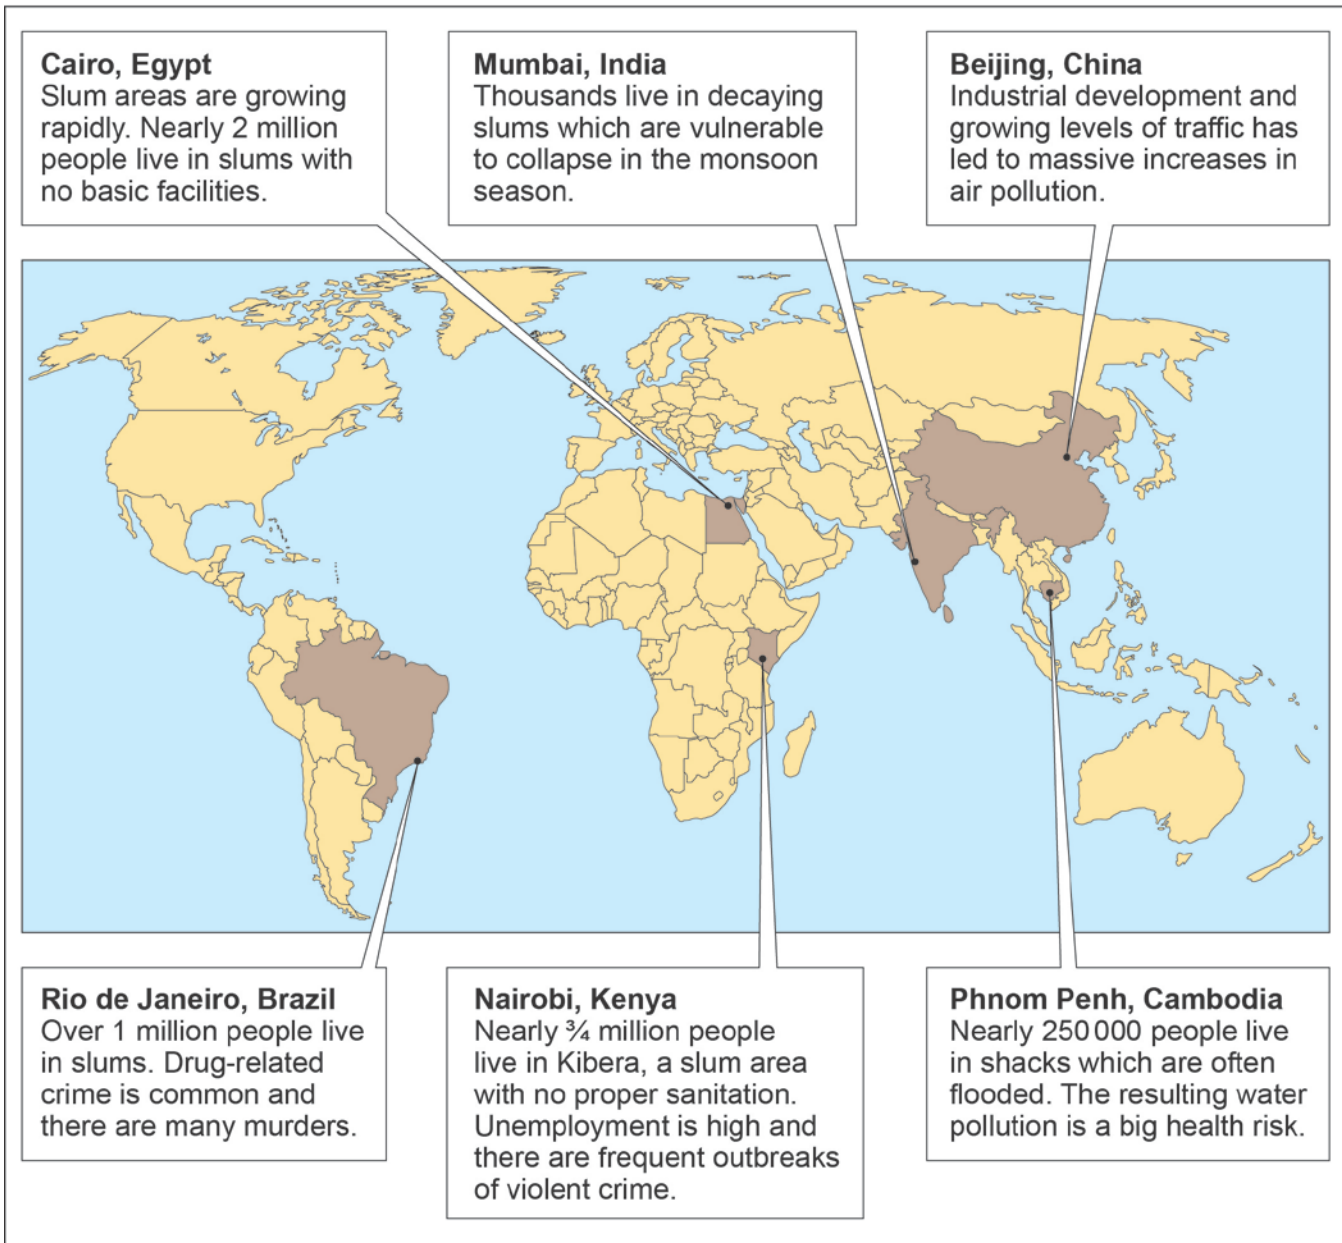 Cairo, Egypt
Slum areas are growing
rapidly. Nearly 2 million
people live in slums with
no basic facilities.
Mumbai, India
Thousands live in decaying
slums which are vulnerable
to collapse in the monsoon
season.
Beijing, China
Industrial development and
growing levels of traffic has
led to massive increases in
air pollution.
Rio de Janeiro, Brazil
Over 1 million people live
in slums. Drug-related
crime is common and
there are many murders.
Nairobi, Kenya
Nearly ¾ million people
live in Kibera, a slum area
with no proper sanitation.
Unemployment is high and
there are frequent outbreaks
of violent crime.
Phnom Penh, Cambodia
Nearly 250 000 people live
in shacks which are often
flooded. The resulting water
pollution is a big health risk.